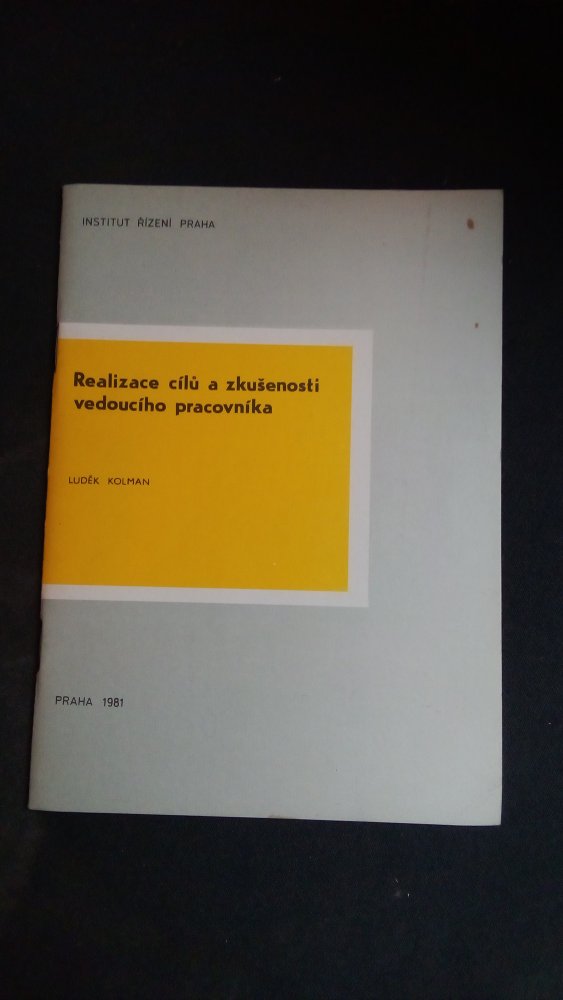 INSTITUT ŘÍZENÍ PRAHA
Realizace cílů a zkušenosti
vedoucího pracovníka
LUDĚK KOLMAN
PRAHA 1981